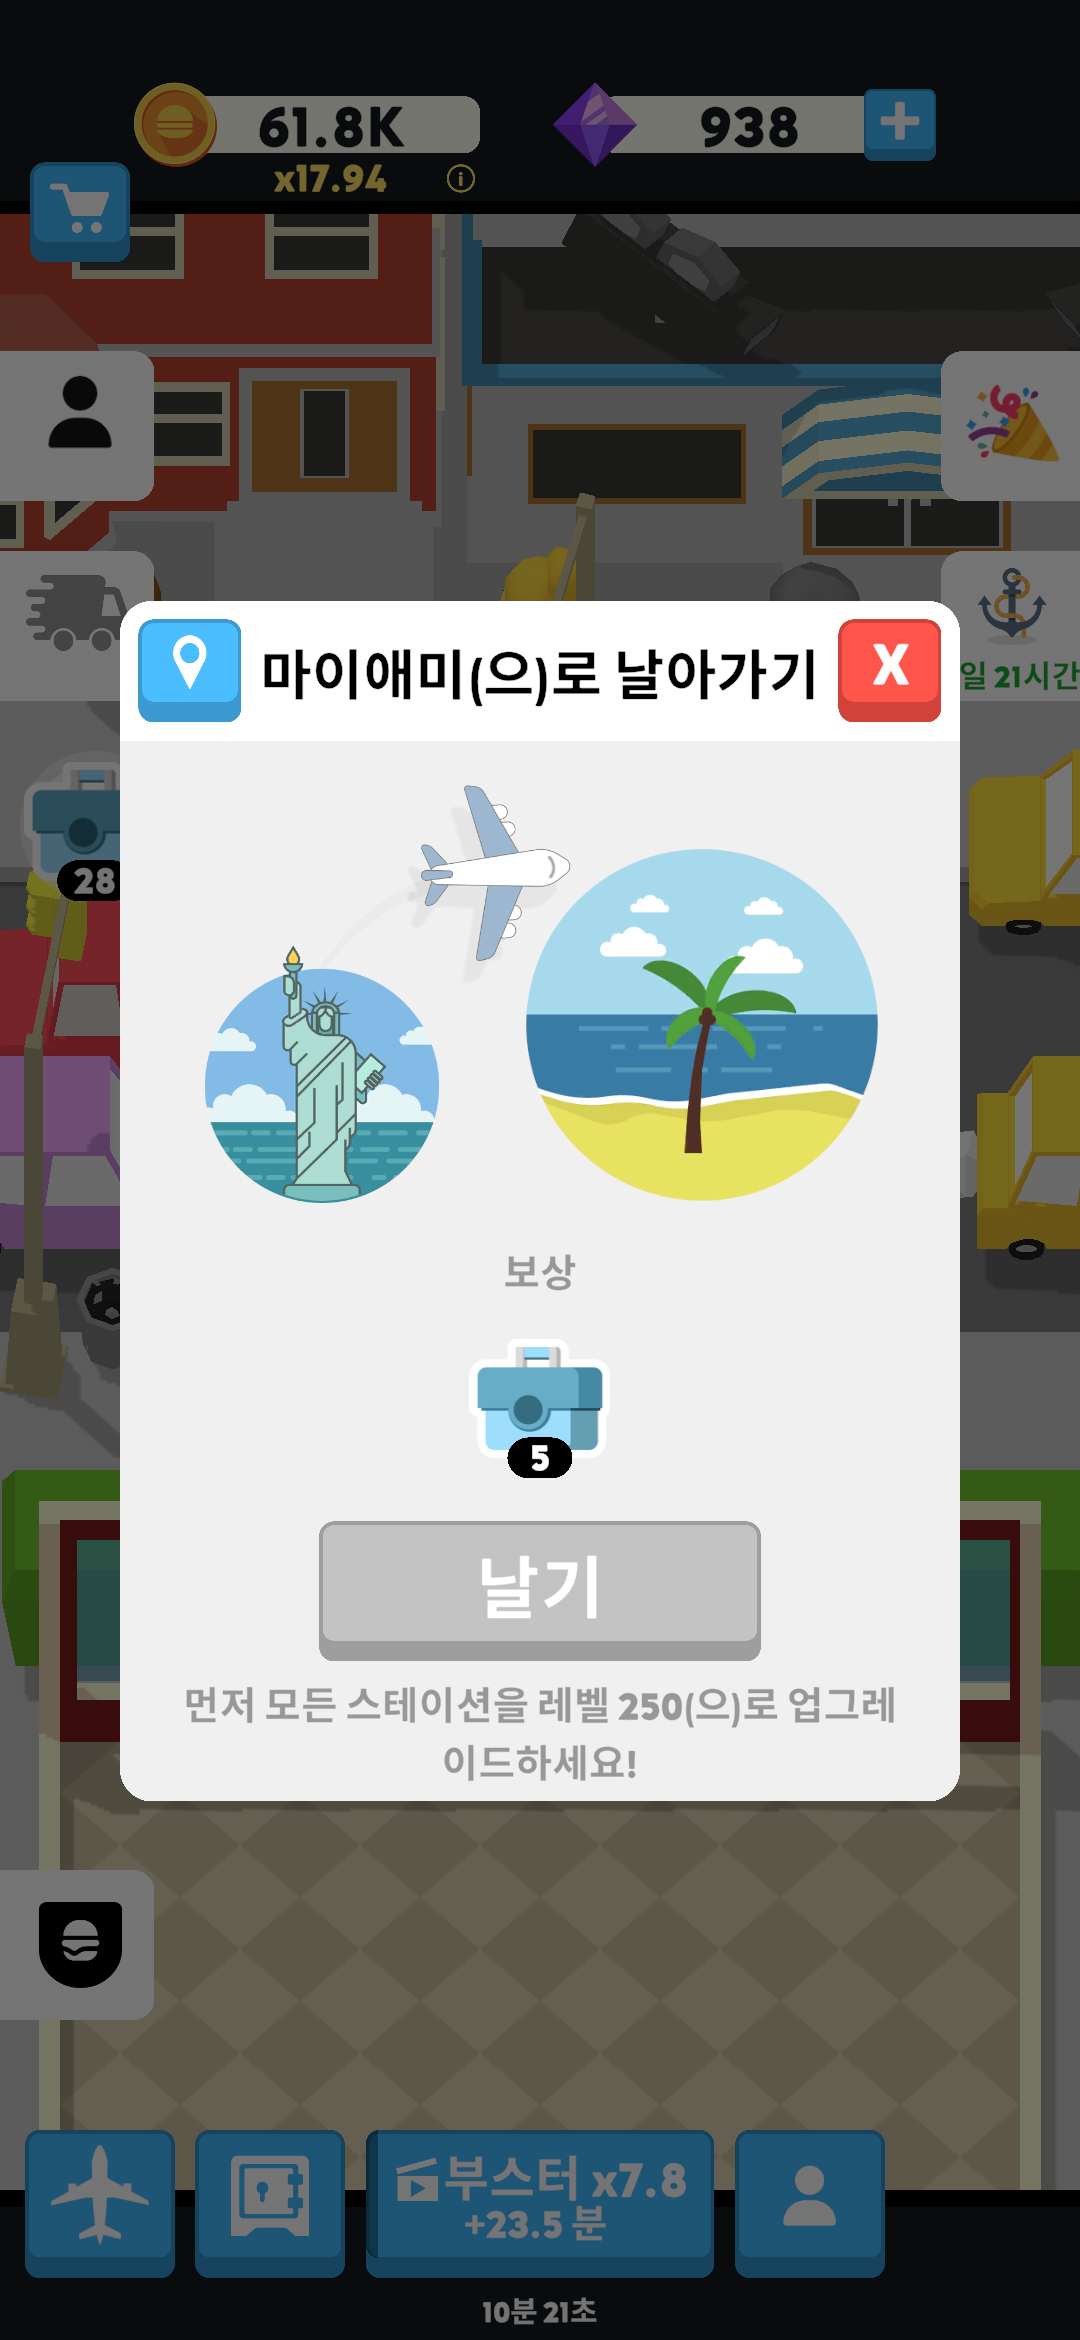 61.8K
938
x17.94
일 21시간
마이애미(으)로 날아가기
X
28
보상
5
날기
먼저 모든 스테이션을 레벨 250(으)로 업그레
이드하세요!
부스터 x7.8
+23.5 분
10분 21초